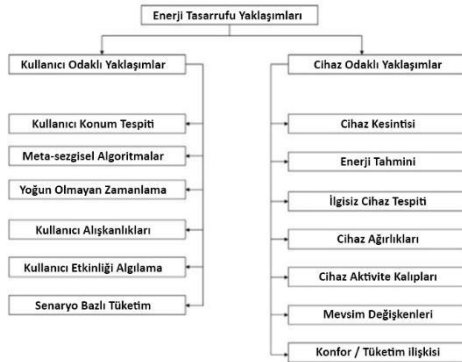 Enerji Tasarrufu Yaklaşımları
Kullanıcı Odaklı Yaklaşımlar
Kullanıcı Konum Tespiti
Meta-sezgisel Algoritmalar
Yoğun Olmayan Zamanlama
Kullanıcı Alışkanlıkları
Kullanıcı Etkinliği Algılama
Senaryo Bazlı Tüketim
Cihaz Odaklı Yaklaşımlar
Cihaz Kesintisi
Enerji Tahmini
İlgisiz Cihaz Tespiti
Cihaz Ağırlıkları
Cihaz Aktivite Kalıpları
Mevsim Değişkenleri
Konfor / Tüketim ilişkisi